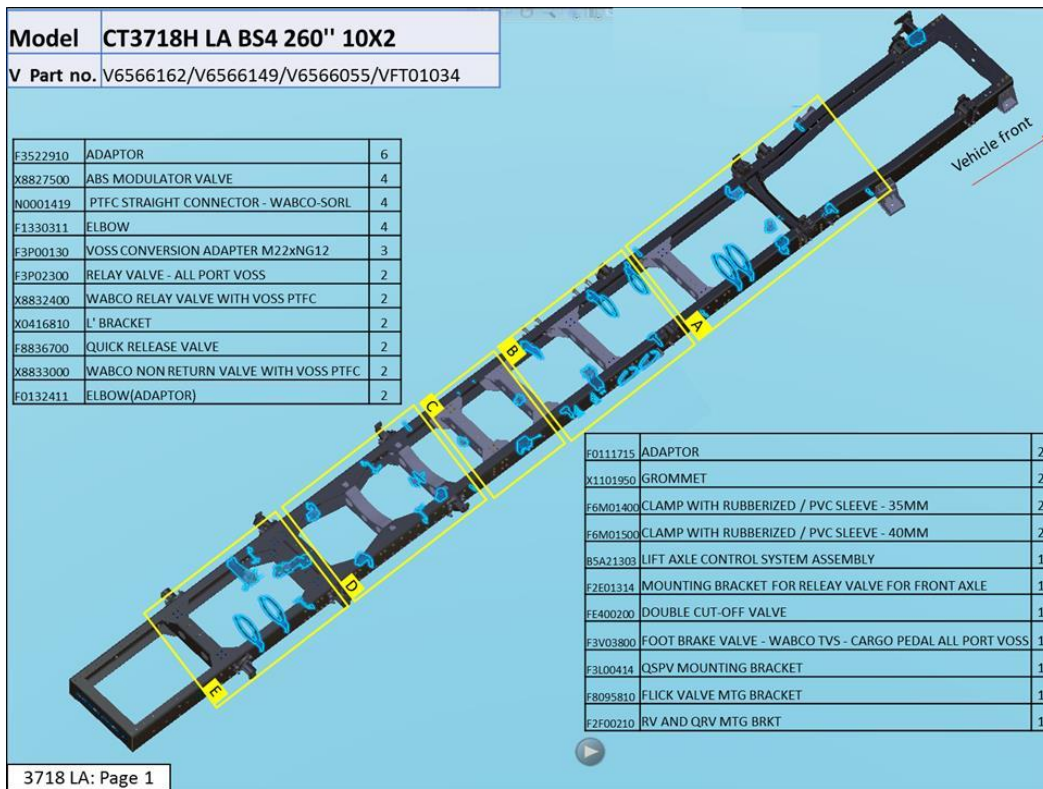 Model CT3718H LA BS4 260'' 10X2
V Part no. V6566162/V6566149/V6566055/VFT01034
Vehicle front
F3522910 ADAPTOR 6
X8827500 ABS MODULATOR VALVE 4
N0001419 PTFC STRAIGHT CONNECTOR - WABCO-SORL 4
F1330311 ELBOW 4
F3P00130 VOSS CONVERSION ADAPTER M22xNG12 3
F3P02300 RELAY VALVE - ALL PORT VOSS 2
X8832400 WABCO RELAY VALVE WITH VOSS PTFC 2
X0416810 L' BRACKET 2
F8836700 QUICK RELEASE VALVE 2
X8833000 WABCO NON RETURN VALVE WITH VOSS PTFC 2
F0132411 ELBOW(ADAPTOR) 2
A
B
C
D
E
F0111715 ADAPTOR 2
X1101950 GROMMET 2
F6M01400 CLAMP WITH RUBBERIZED / PVC SLEEVE - 35MM 2
F6M01500 CLAMP WITH RUBBERIZED / PVC SLEEVE - 40MM 2
B5A21303 LIFT AXLE CONTROL SYSTEM ASSEMBLY 1
F2E01314 MOUNTING BRACKET FOR RELEAY VALVE FOR FRONT AXLE 1
FE400200 DOUBLE CUT-OFF VALVE 1
F3V03800 FOOT BRAKE VALVE - WABCO TVS - CARGO PEDAL ALL PORT VOSS 1
F3L00414 QSPV MOUNTING BRACKET 1
F8095810 FLICK VALVE MTG BRACKET 1
F2F00210 RV AND QRV MTG BRKT 1
3718 LA: Page 1